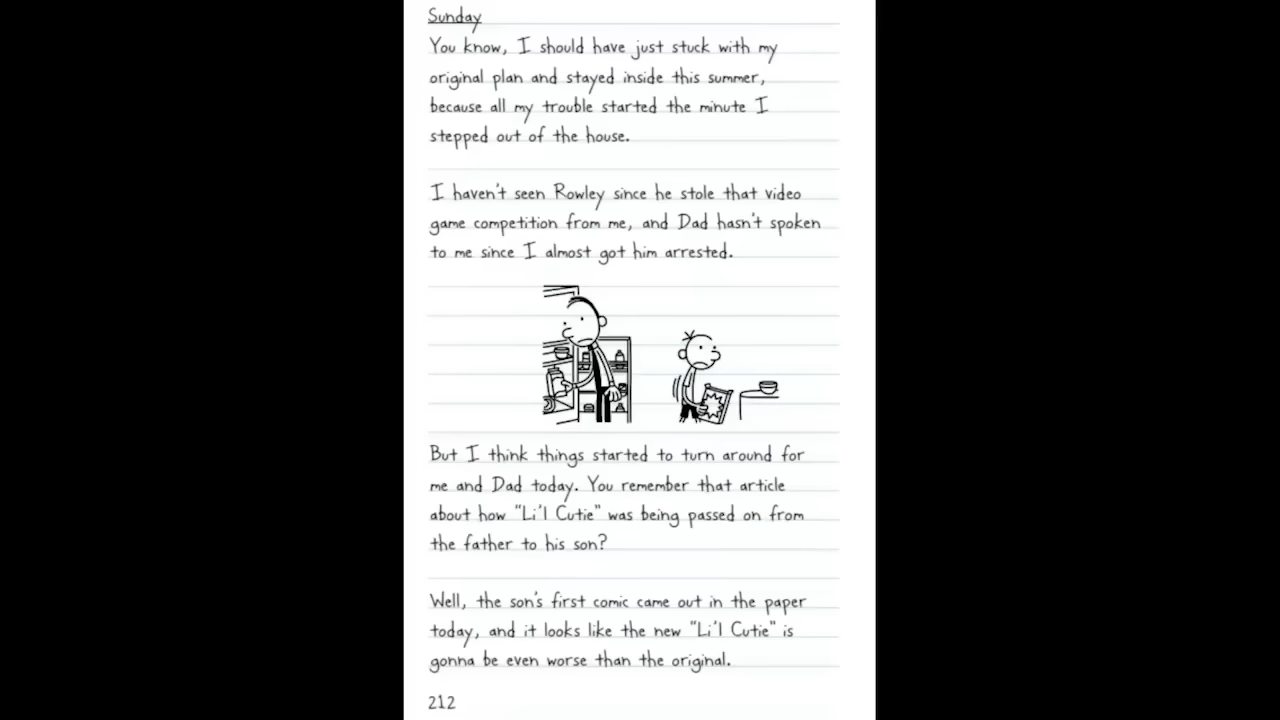 Sunday
You know, I should have just stuck with my
original plan and stayed inside this summer,
because all my trouble started the minute I
stepped out of the house.
I haven't seen Rowley since he stole that video
game competition from me, and Dad hasn't spoken
to me since I almost got him arrested.
But I think things started to turn around for
me and Dad today. You remember that article
about how "Li'l Cutie" was being passed on from
the father to his son?
Well, the son's first comic came out in the paper
today, and it looks like the new "Li'l Cutie" is
gonna be even worse than the original.
212